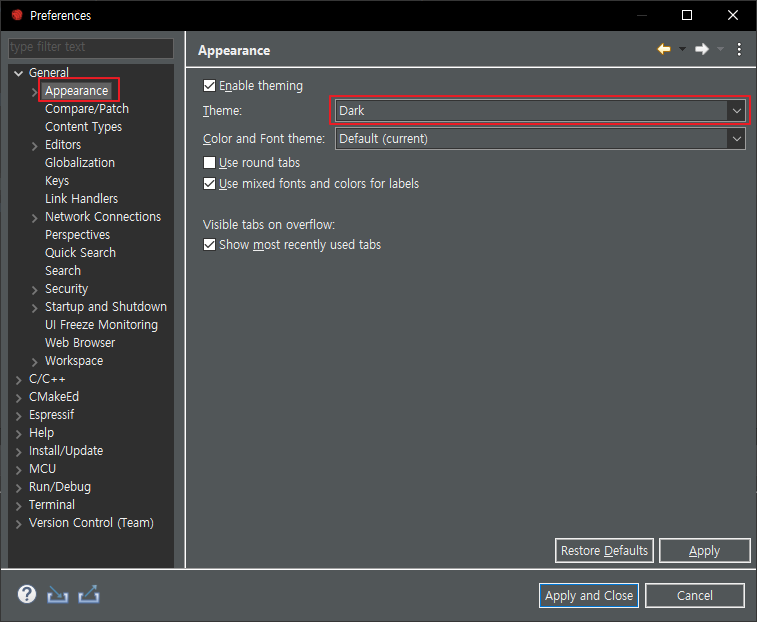 Preferences
type filter text
General
Appearance
Compare/Patch
Content Types
Editors
Globalization
Keys
Link Handlers
Network Connections
Perspectives
Quick Search
Search
Security
Startup and Shutdown
UI Freeze Monitoring
Web Browser
Workspace
C/C++
CMakeEd
Espressif
Help
Install/Update
MCU
Run/Debug
Terminal
Version Control (Team)
Appearance
Enable theming
Theme: Dark
Color and Font theme: Default (current)
Use round tabs
Use mixed fonts and colors for labels
Visible tabs on overflow:
Show most recently used tabs
Restore Defaults Apply
? Apply and Close Cancel